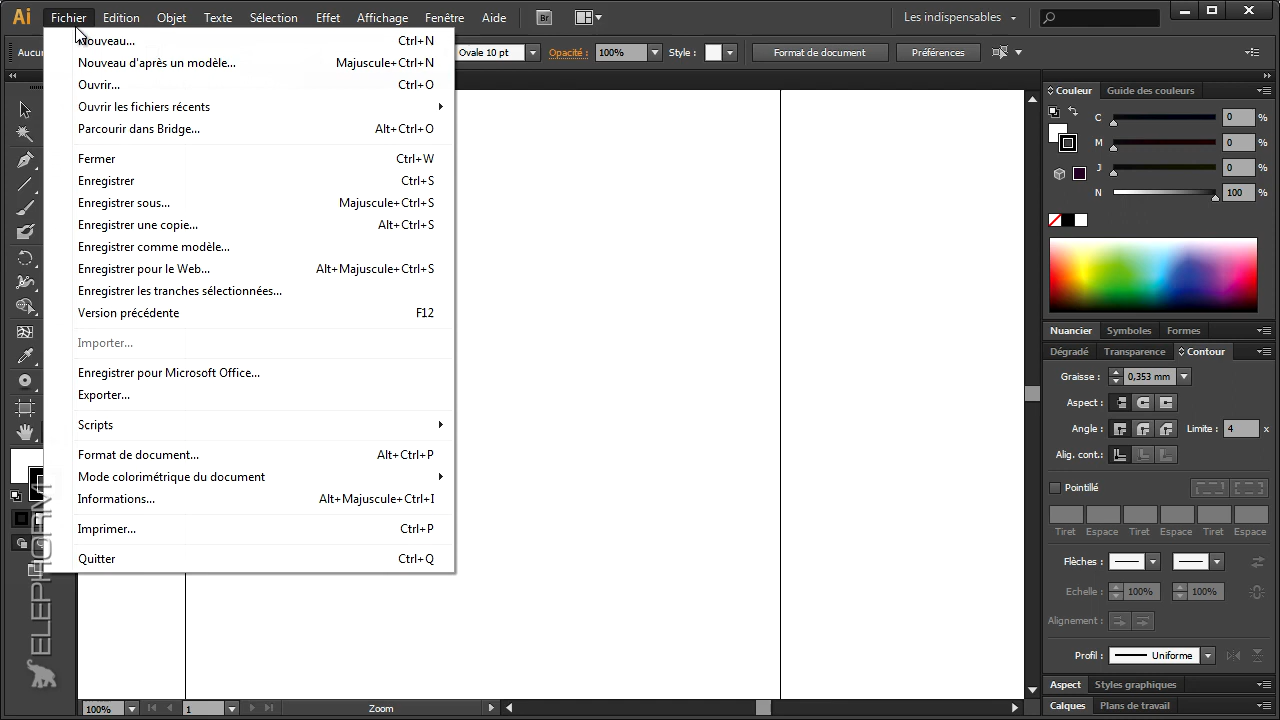 Ai Fichier Edition Objet Texte Sélection Effet Affichage Fenêtre Aide Br Les indispensables
Aucun Ovale 10 pt Opacité : 100% Style : Format de document Préférences
Nouveau... Ctrl+N
Nouveau d'après un modèle... Majuscule+Ctrl+N
Ouvrir... Ctrl+O
Ouvrir les fichiers récents
Parcourir dans Bridge... Alt+Ctrl+O
Fermer Ctrl+W
Enregistrer Ctrl+S
Enregistrer sous... Majuscule+Ctrl+S
Enregistrer une copie... Alt+Ctrl+S
Enregistrer comme modèle...
Enregistrer pour le Web... Alt+Majuscule+Ctrl+S
Enregistrer les tranches sélectionnées...
Version précédente F12
Importer...
Enregistrer pour Microsoft Office...
Exporter...
Scripts
Format de document... Alt+Ctrl+P
Mode colorimétrique du document
Informations... Alt+Majuscule+Ctrl+I
Imprimer... Ctrl+P
Quitter Ctrl+Q
ELEPHORM
100% 1 Zoom
Couleur Guide des couleurs
C 0 %
M 0 %
J 0 %
N 100 %
Nuancier Symboles Formes
Dégradé Transparence Contour
Graisse : 0,353 mm
Aspect :
Angle : Limite : 4 x
Alig. cont.:
Pointillé
Tiret Espace Tiret Espace Tiret Espace
Flèches :
Echelle : 100% 100%
Alignement :
Profil : Uniforme
Aspect Styles graphiques
Calques Plans de travail